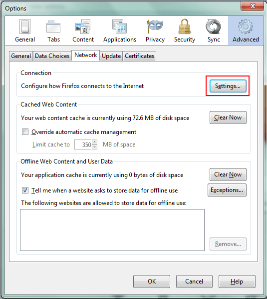 Options
General Tabs Content Applications Privacy Security Sync Advanced
General Data Choices Network Update Certificates
Connection
Configure how Firefox connects to the Internet
Settings...
Cached Web Content
Your web content cache is currently using 72.6 MB of disk space
Clear Now
Override automatic cache management
Limit cache to 350 MB of space
Offline Web Content and User Data
Your application cache is currently using 0 bytes of disk space
Clear Now
Tell me when a website asks to store data for offline use
Exceptions...
The following websites are allowed to store data for offline use:
Remove...
OK Cancel Help